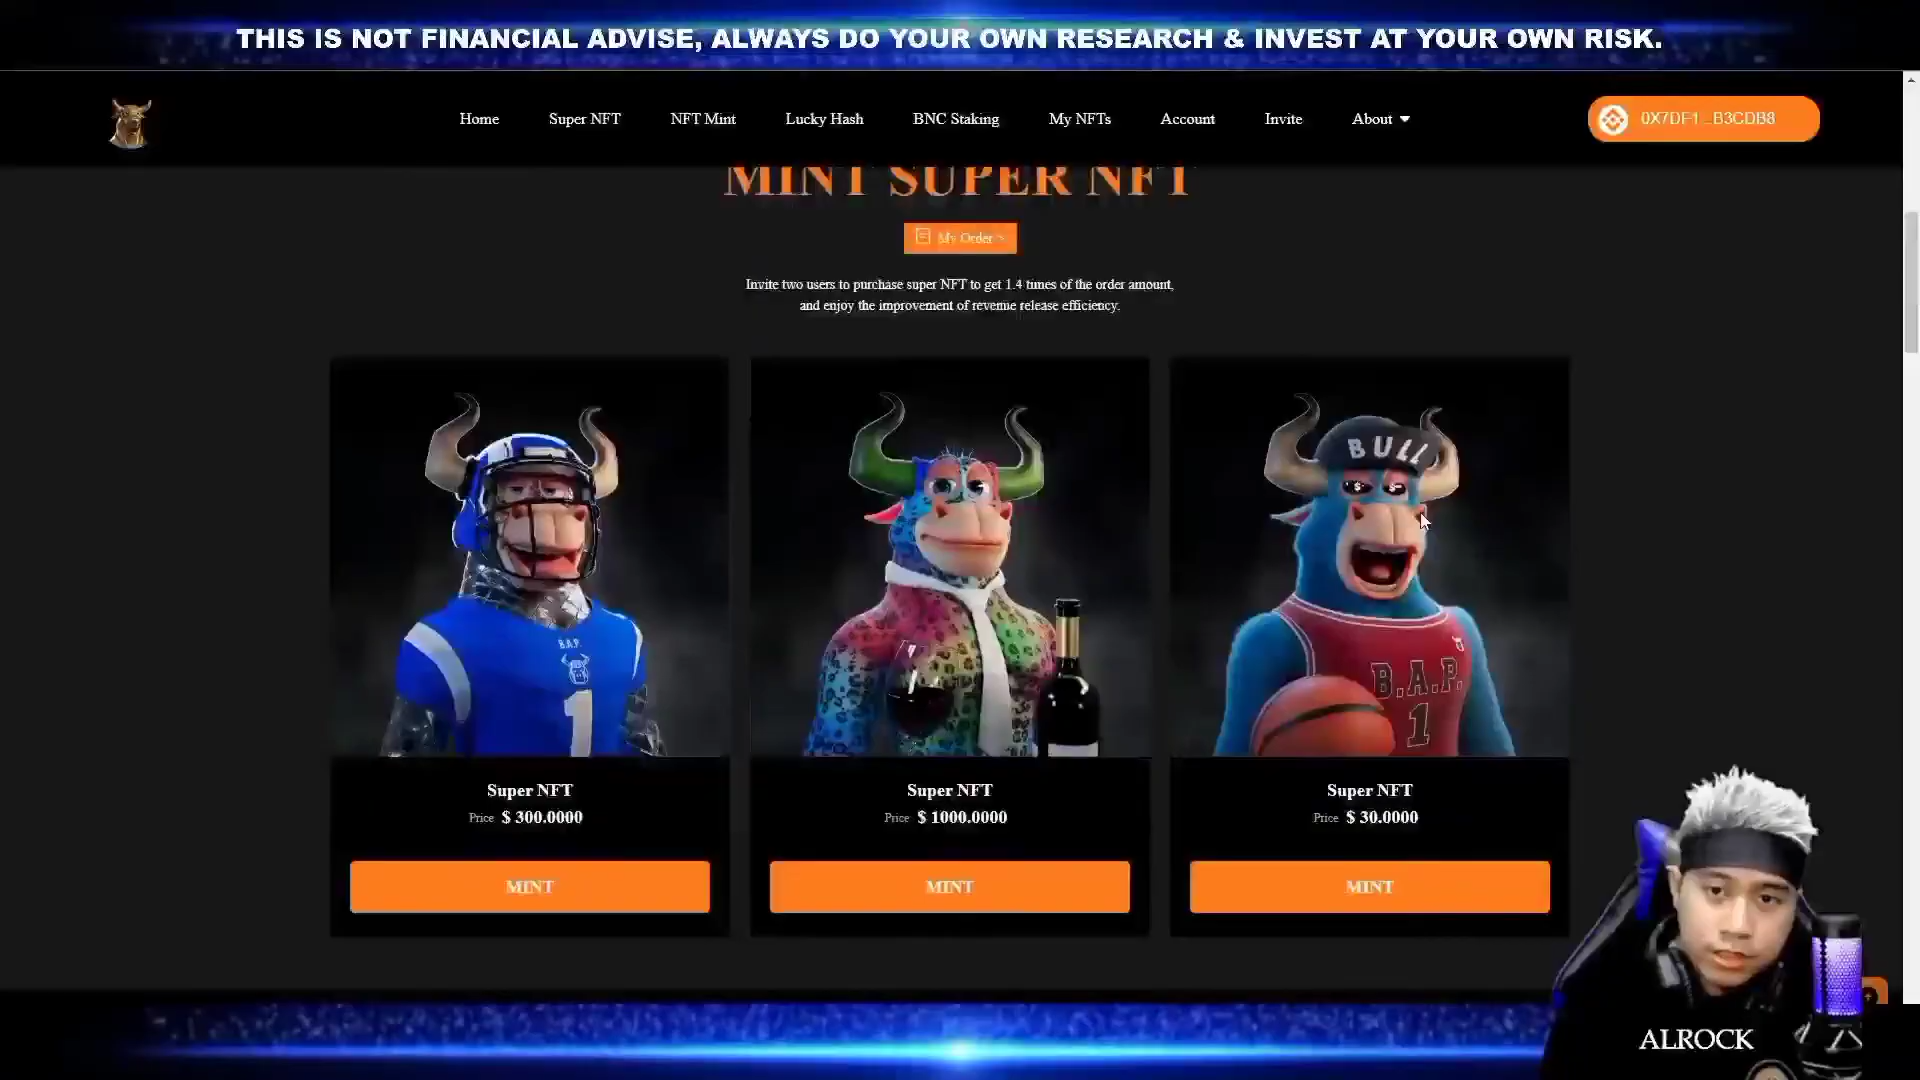 THIS IS NOT FINANCIAL ADVISE, ALWAYS DO YOUR OWN RESEARCH & INVEST AT YOUR OWN RISK.
Home Super NFT NFT Mint Lucky Hash BNC Staking My NFTs Account Invite About
0X7DF1...B3CDB8
MINT SUPER NFT
My Order >
Invite two users to purchase super NFT to get 1.4 times of the order amount,
and enjoy the improvement of revenue release efficiency.
BULL
B.A.P.
1
B.A.P.
1
Super NFT
Price $ 300.0000
MINT
Super NFT
Price $ 1000.0000
MINT
Super NFT
Price $ 30.0000
MINT
ALROCK